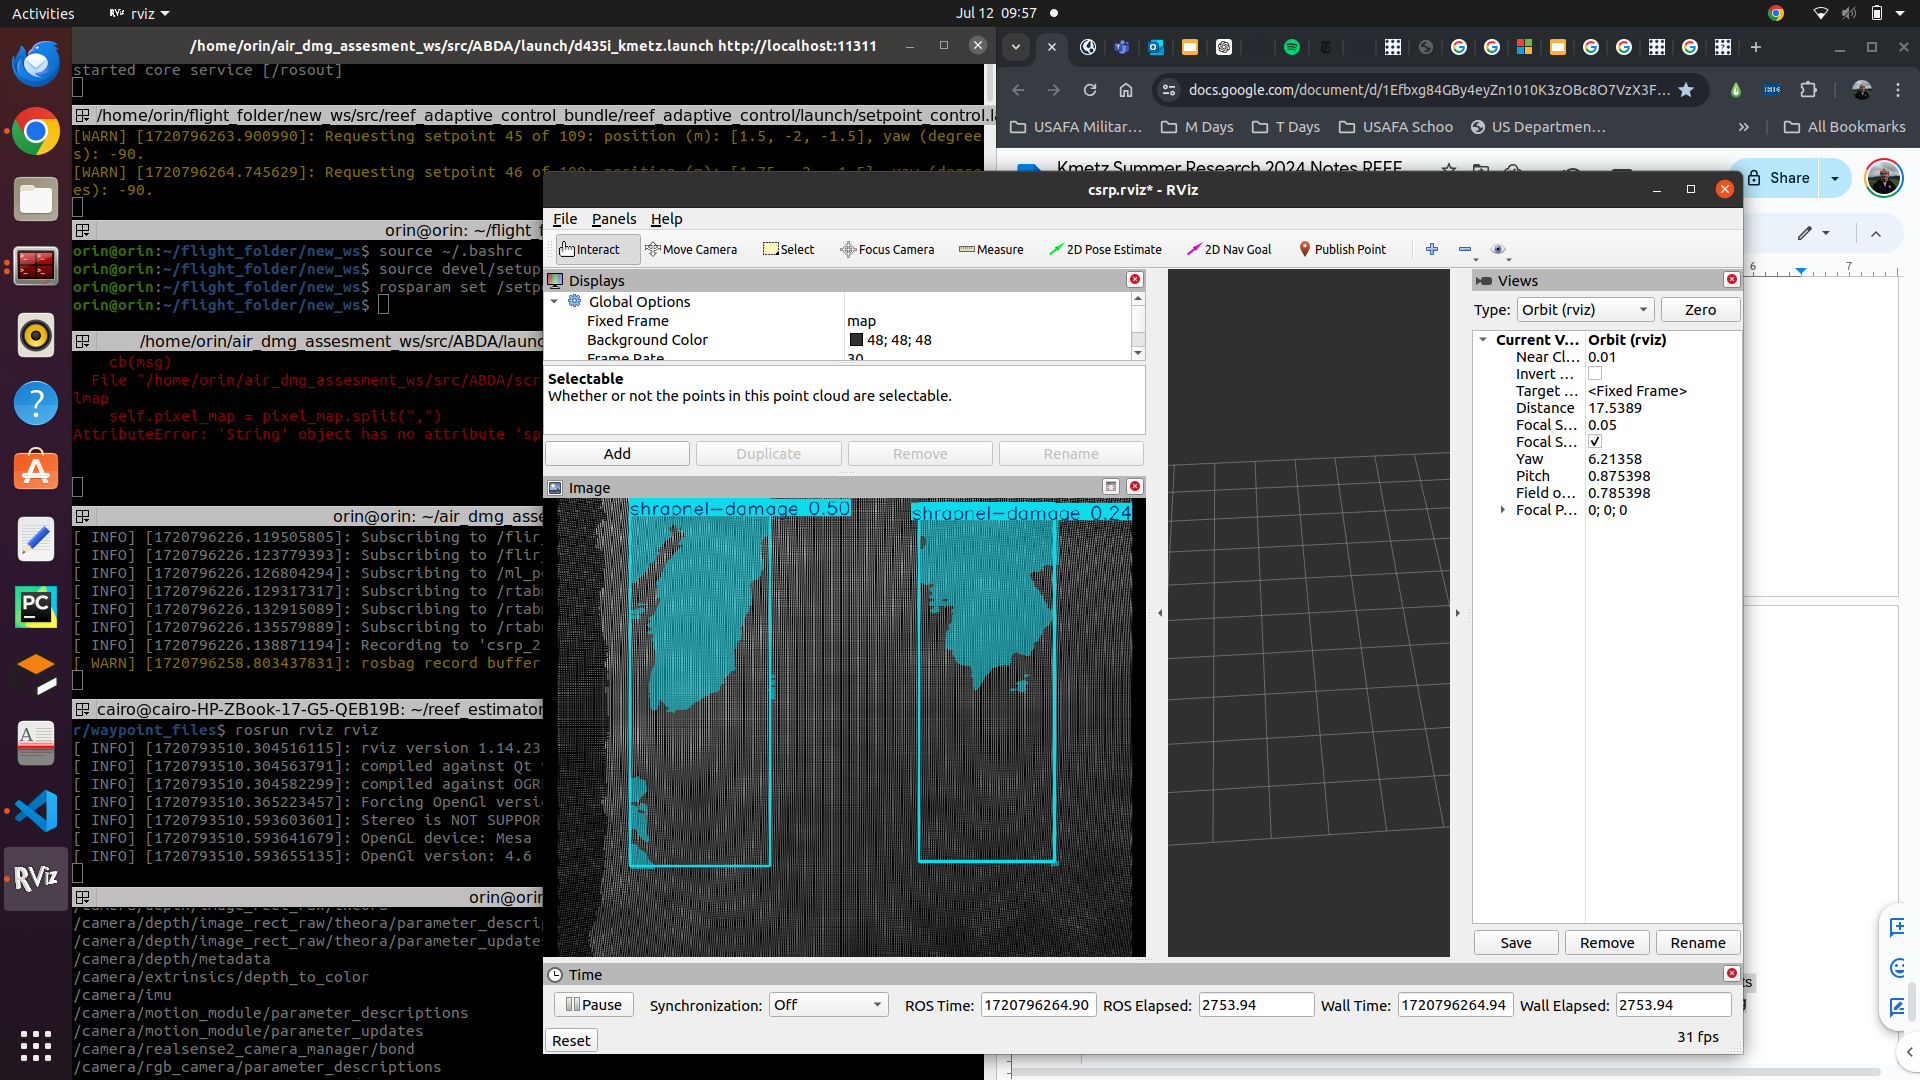 Activities
rviz
Jul 12 09:57
/home/orin/air_dmg_assesment_ws/src/ABDA/launch/d435i_kmetz.launch http://localhost:11311
started core service [/rosout]
/home/orin/flight_folder/new_ws/src/reef_adaptive_control_bundle/reef_adaptive_control/launch/setpoint_control.l
[WARN] [1720796263.900990]: Requesting setpoint 45 of 109: position (m): [1.5, -2, -1.5], yaw (degree
s): -90.
[WARN] [1720796264.745629]: Requesting setpoint 46 of 109: position (m): [1.75, -2, -1.5], yaw (degre
es): -90.
orin@orin: ~/flight_f
orin@orin:~/flight_folder/new_ws$ source ~/.bashrc
orin@orin:~/flight_folder/new_ws$ source devel/setup
orin@orin:~/flight_folder/new_ws$ rosparam set /setp
orin@orin:~/flight_folder/new_ws$
/home/orin/air_dmg_assesment_ws/src/ABDA/launc
cb(msg)
File "/home/orin/air_dmg_assesment_ws/src/ABDA/scr
lmap
self.pixel_map = pixel_map.split(",")
AttributeError: 'String' object has no attribute 'sp
orin@orin: ~/air_dmg_asse
[ INFO] [1720796226.119505805]: Subscribing to /flir_
[ INFO] [1720796226.123779393]: Subscribing to /flir_
[ INFO] [1720796226.126804294]: Subscribing to /ml_p
[ INFO] [1720796226.129317317]: Subscribing to /rtab
[ INFO] [1720796226.132915089]: Subscribing to /rtab
[ INFO] [1720796226.135579889]: Subscribing to /rtab
[ INFO] [1720796226.138871194]: Recording to 'csrp_2
[ WARN] [1720796258.803437831]: rosbag record buffer
cairo@cairo-HP-ZBook-17-G5-QEB19B: ~/reef_estimator
r/waypoint_files$ rosrun rviz rviz
[ INFO] [1720793510.304516115]: rviz version 1.14.23
[ INFO] [1720793510.304563791]: compiled against Qt
[ INFO] [1720793510.304582299]: compiled against OGR
[ INFO] [1720793510.365223457]: Forcing OpenGl versi
[ INFO] [1720793510.593603601]: Stereo is NOT SUPPOR
[ INFO] [1720793510.593641679]: OpenGL device: Mesa
[ INFO] [1720793510.593655135]: OpenGl version: 4.6
orin@orin
/camera/depth/image_rect_raw/theora
/camera/depth/image_rect_raw/theora/parameter_descrip
/camera/depth/image_rect_raw/theora/parameter_update
/camera/depth/metadata
/camera/extrinsics/depth_to_color
/camera/imu
/camera/motion_module/parameter_descriptions
/camera/motion_module/parameter_updates
/camera/realsense2_camera_manager/bond
/camera/rgb_camera/parameter_descriptions
PC
RViz
docs.google.com/document/d/1Efbxg84GBy4eyZn1010K3zOBc8O7VzX3F...
USAFA Militar...
M Days
T Days
USAFA Schoo
US Departmen...
»
All Bookmarks
Kmetz Summer Research 2024 Notes REEF
Share
6
7
csrp.rviz* - RViz
File
Panels
Help
Interact
Move Camera
Select
Focus Camera
Measure
2D Pose Estimate
2D Nav Goal
Publish Point
Displays
Global Options
Fixed Frame map
Background Color 48; 48; 48
Frame Rate 30
Selectable
Whether or not the points in this point cloud are selectable.
Add
Duplicate
Remove
Rename
Image
shrapnel-damage 0.50
shrapnel-damage 0.24
Views
Type: Orbit (rviz)
Zero
Current V... Orbit (rviz)
Near Cl... 0.01
Invert ...
Target ... <Fixed Frame>
Distance 17.5389
Focal S... 0.05
Focal S... ✓
Yaw 6.21358
Pitch 0.875398
Field o... 0.785398
Focal P... 0; 0; 0
Save
Remove
Rename
Time
Pause
Synchronization: Off
ROS Time: 1720796264.90
ROS Elapsed: 2753.94
Wall Time: 1720796264.94
Wall Elapsed: 2753.94
Reset
31 fps